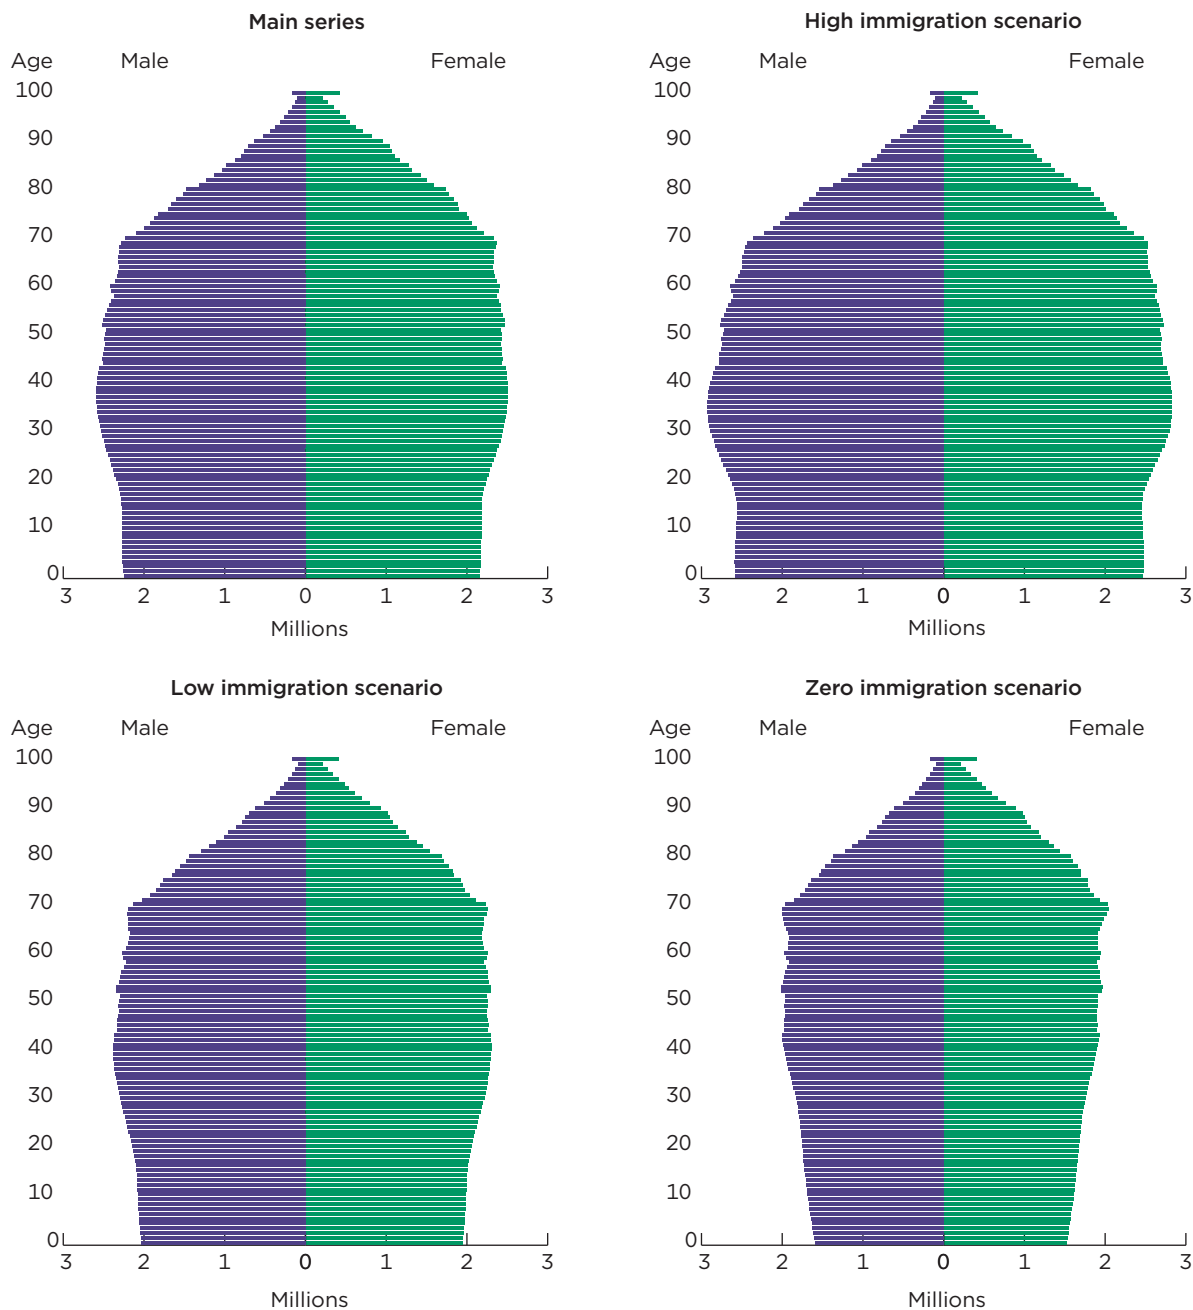 Main series
Age Male Female
100
90
80
70
60
50
40
30
20
10
0
3 2 1 0 1 2 3
Millions
High immigration scenario
Age Male Female
100
90
80
70
60
50
40
30
20
10
0
3 2 1 0 1 2 3
Millions
Low immigration scenario
Age Male Female
100
90
80
70
60
50
40
30
20
10
0
3 2 1 0 1 2 3
Millions
Zero immigration scenario
Age Male Female
100
90
80
70
60
50
40
30
20
10
0
3 2 1 0 1 2 3
Millions